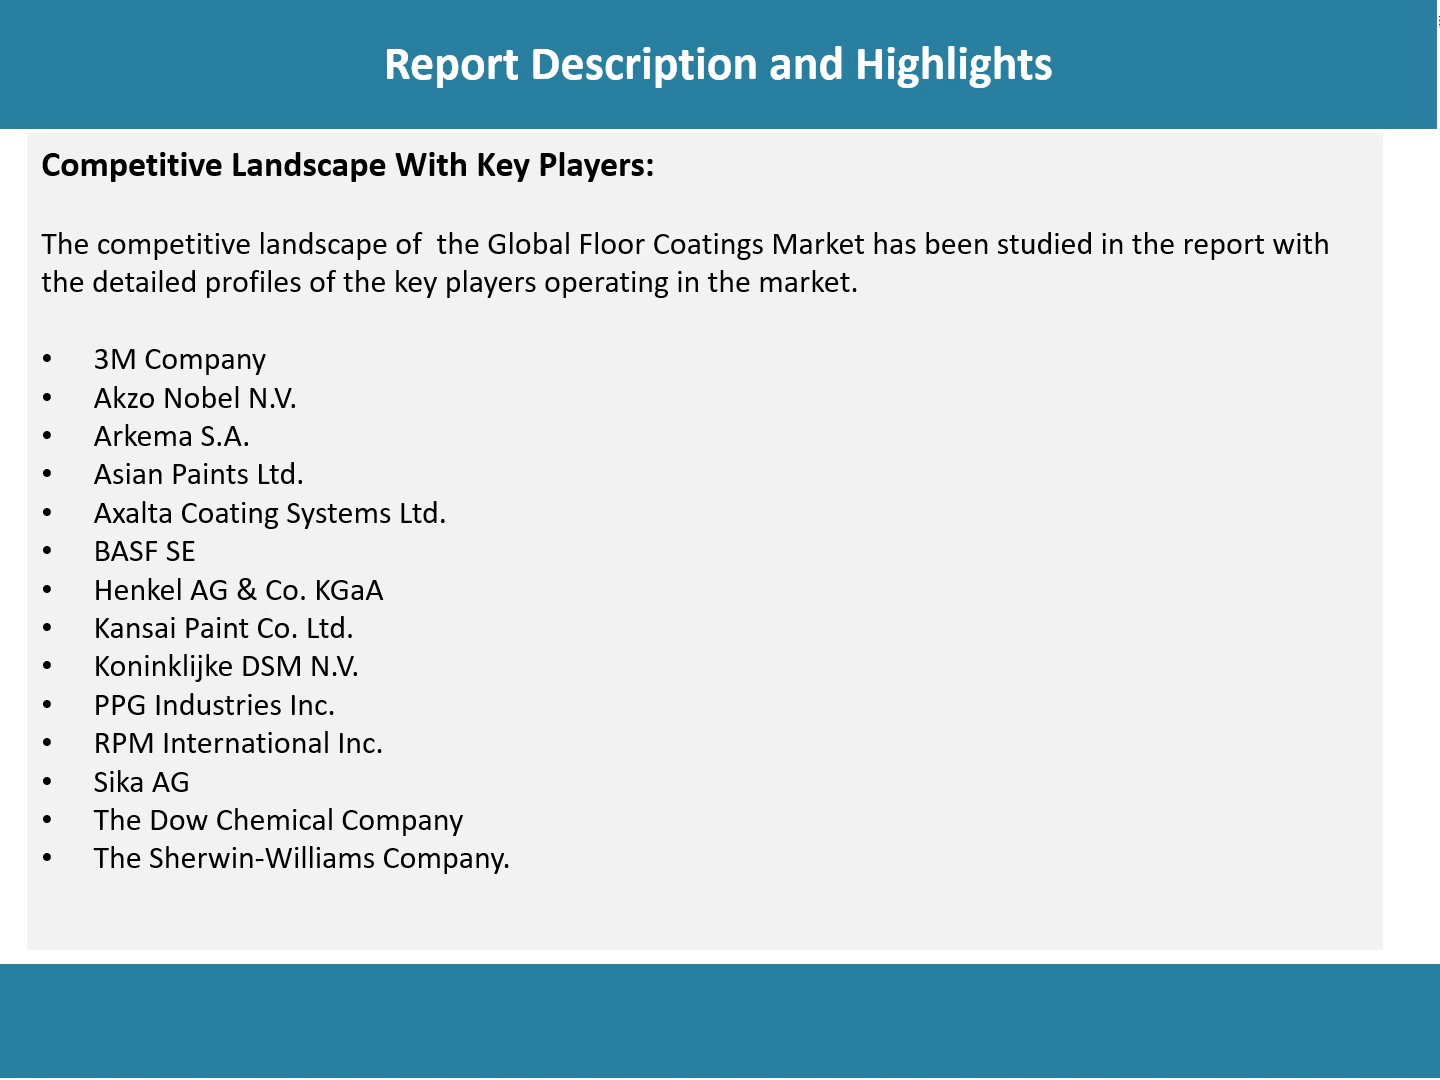 Report Description and Highlights
Competitive Landscape With Key Players:
The competitive landscape of  the Global Floor Coatings Market has been studied in the report with
the detailed profiles of the key players operating in the market.
• 3M Company
• Akzo Nobel N.V.
• Arkema S.A.
• Asian Paints Ltd.
• Axalta Coating Systems Ltd.
• BASF SE
• Henkel AG & Co. KGaA
• Kansai Paint Co. Ltd.
• Koninklijke DSM N.V.
• PPG Industries Inc.
• RPM International Inc.
• Sika AG
• The Dow Chemical Company
• The Sherwin-Williams Company.